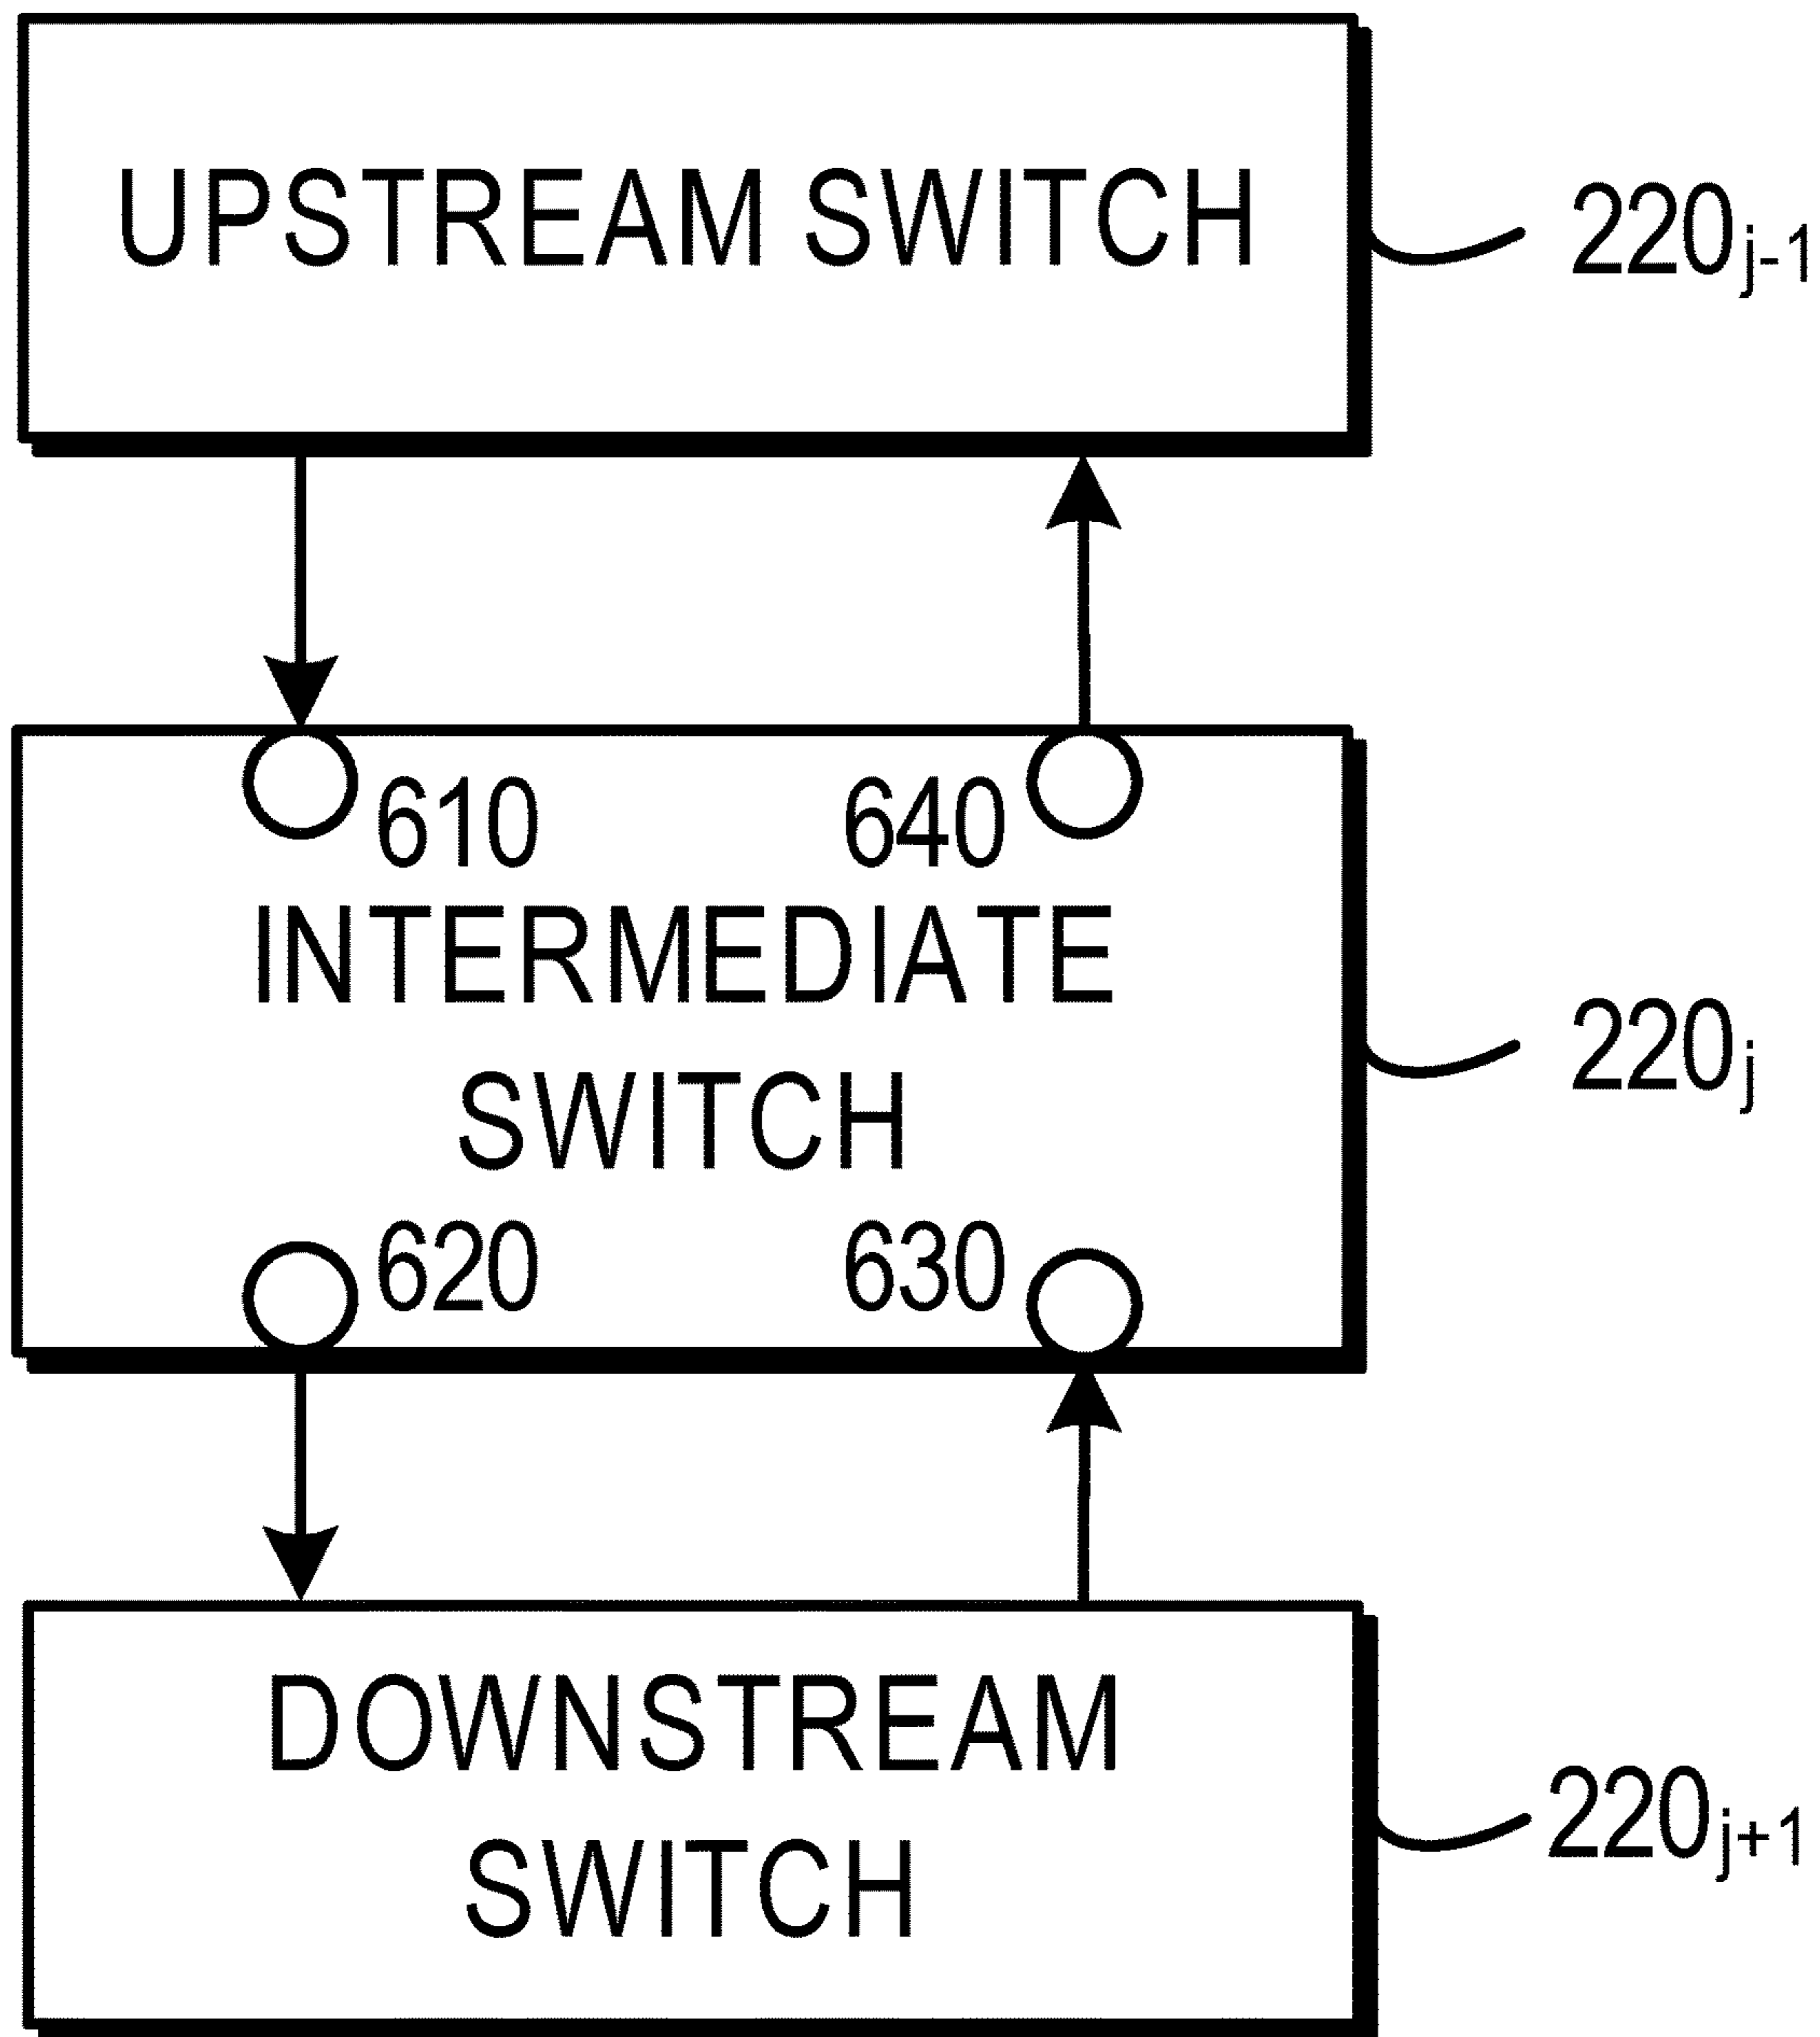 UPSTREAM SWITCH
220j-1
610 640
INTERMEDIATE
SWITCH
220j
620 630
DOWNSTREAM
SWITCH
220j+1